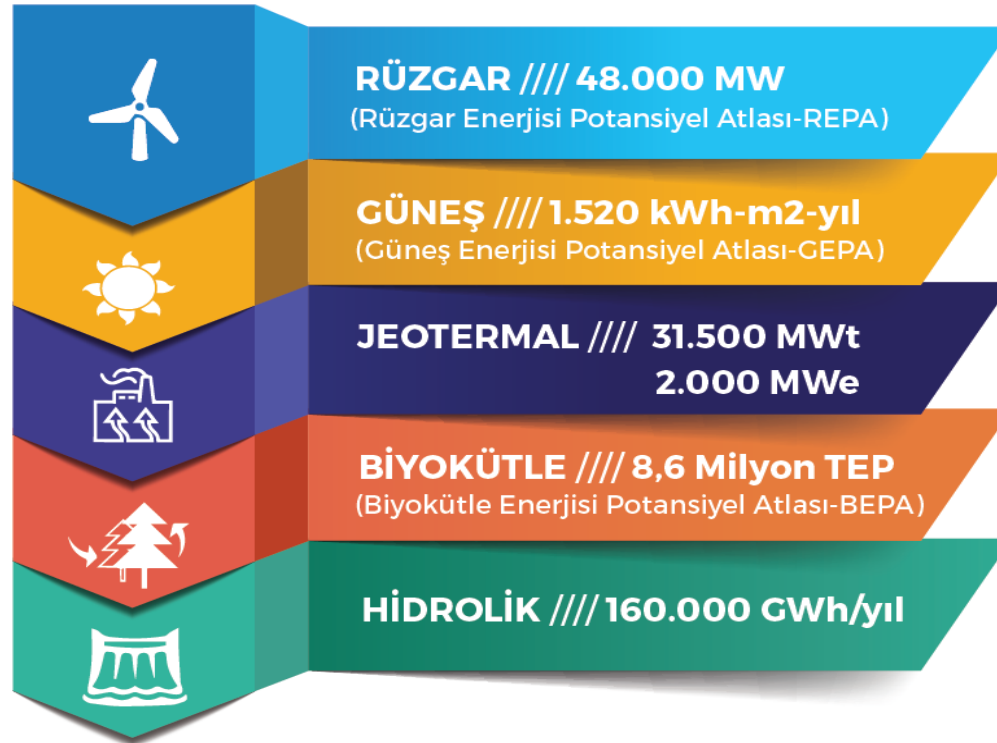 RÜZGAR //// 48.000 MW
(Rüzgar Enerjisi Potansiyel Atlası-REPA)
GÜNEŞ //// 1.520 kWh-m2-yıl
(Güneş Enerjisi Potansiyel Atlası-GEPA)
JEOTERMAL //// 31.500 MWt
2.000 MWe
BİYOKÜTLE //// 8,6 Milyon TEP
(Biyokütle Enerjisi Potansiyel Atlası-BEPA)
HİDROLİK //// 160.000 GWh/yıl